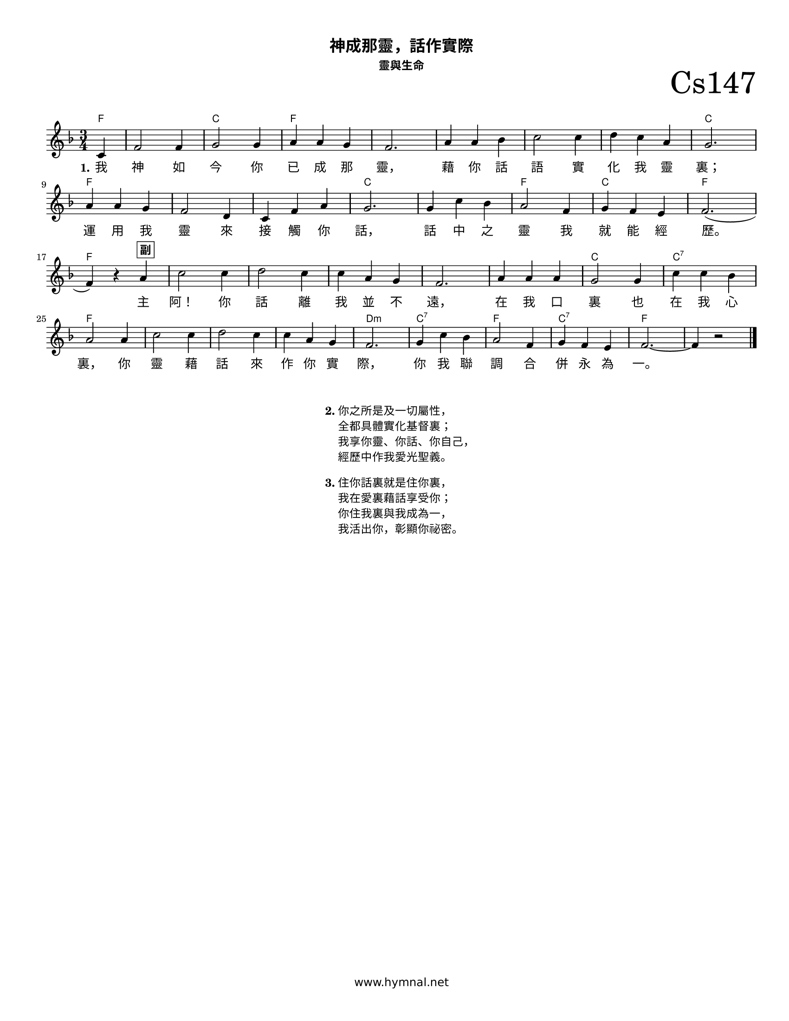 神成那靈，話作實際
靈與生命
Cs147
F C F C
1. 我 神 如 今 你 已 成 那 靈， 藉 你 話 語 實 化 我 靈 裏；
9
F C F C F
運 用 我 靈 來 接 觸 你 話， 話 中 之 靈 我 就 能 經 歷。
17
副
F C C7
主 阿！ 你 話 離 我 並 不 遠， 在 我 口 裏 也 在 我 心
25
F Dm C7 F C7 F
裏， 你 靈 藉 話 來 作 你 實 際， 你 我 聯 調 合 併 永 為 一。
2. 你之所是及一切屬性，
全都具體實化基督裏；
我享你靈、你話、你自己，
經歷中作我愛光聖義。
3. 住你話裏就是住你裏，
我在愛裏藉話享受你；
你住我裏與我成為一，
我活出你，彰顯你祕密。
www.hymnal.net